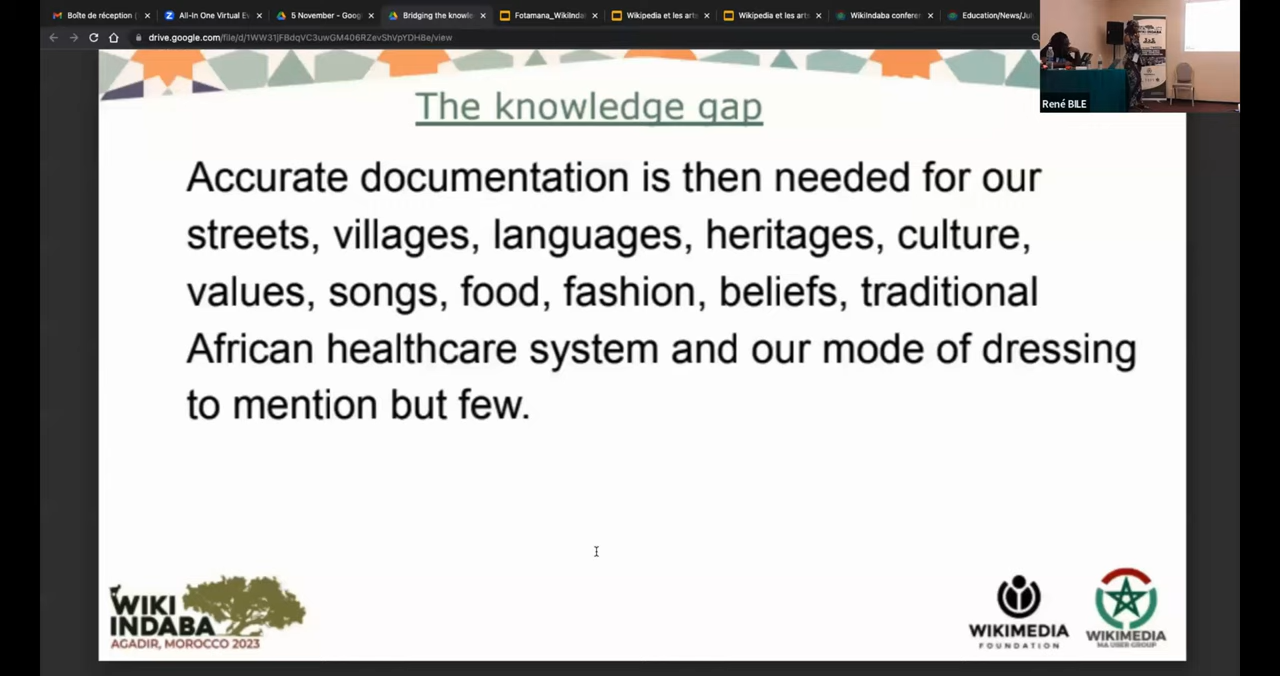 Boîte de réception (
All-In One Virtual Ev
5 November - Goog
Bridging the knowle
Fotamana_WikiInda
Wikipedia et les arts
Wikipedia et les arts
WikiIndaba conferen
Education/News/Jul
drive.google.com/file/d/1WW31jFBdqVC3uwGM406RZevShVpYDH8e/view
René BILE
The knowledge gap
Accurate documentation is then needed for our
streets, villages, languages, heritages, culture,
values, songs, food, fashion, beliefs, traditional
African healthcare system and our mode of dressing
to mention but few.
WIKI
INDABA
AGADIR, MOROCCO 2023
WIKIMEDIA
FOUNDATION
WIKIMEDIA
MA USER GROUP